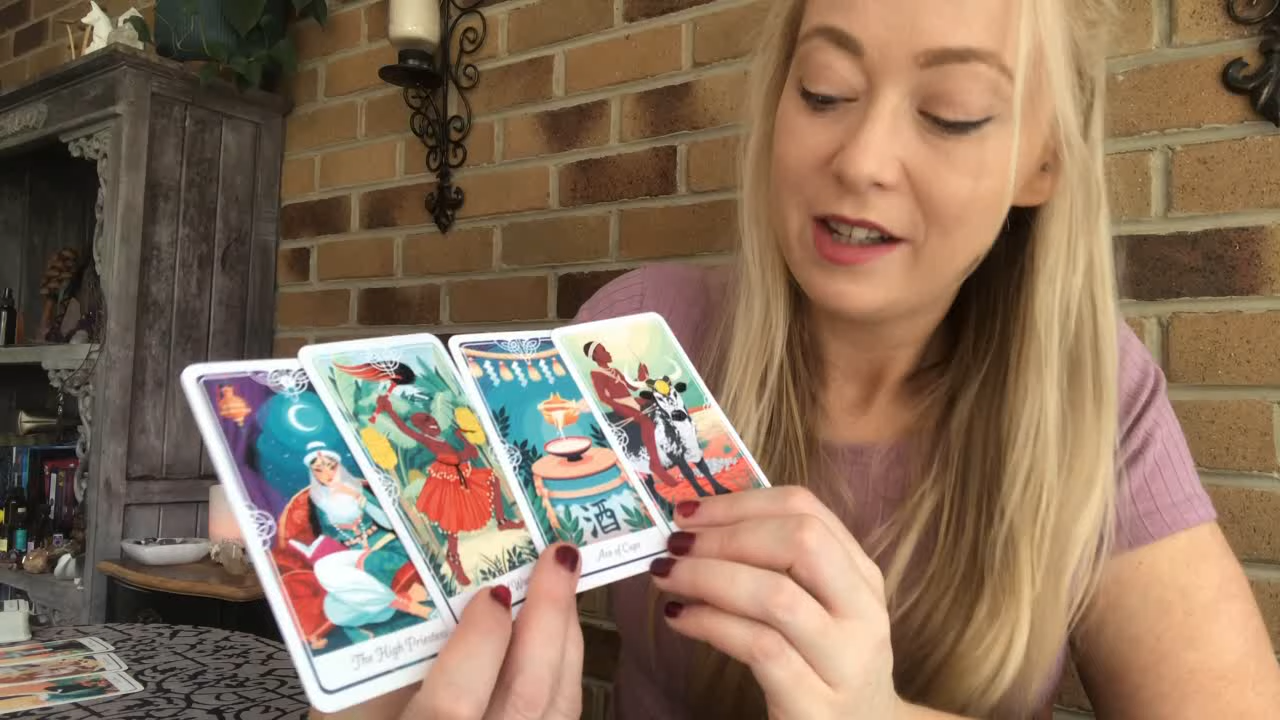 The High Priestess
酒
Ace of Cups